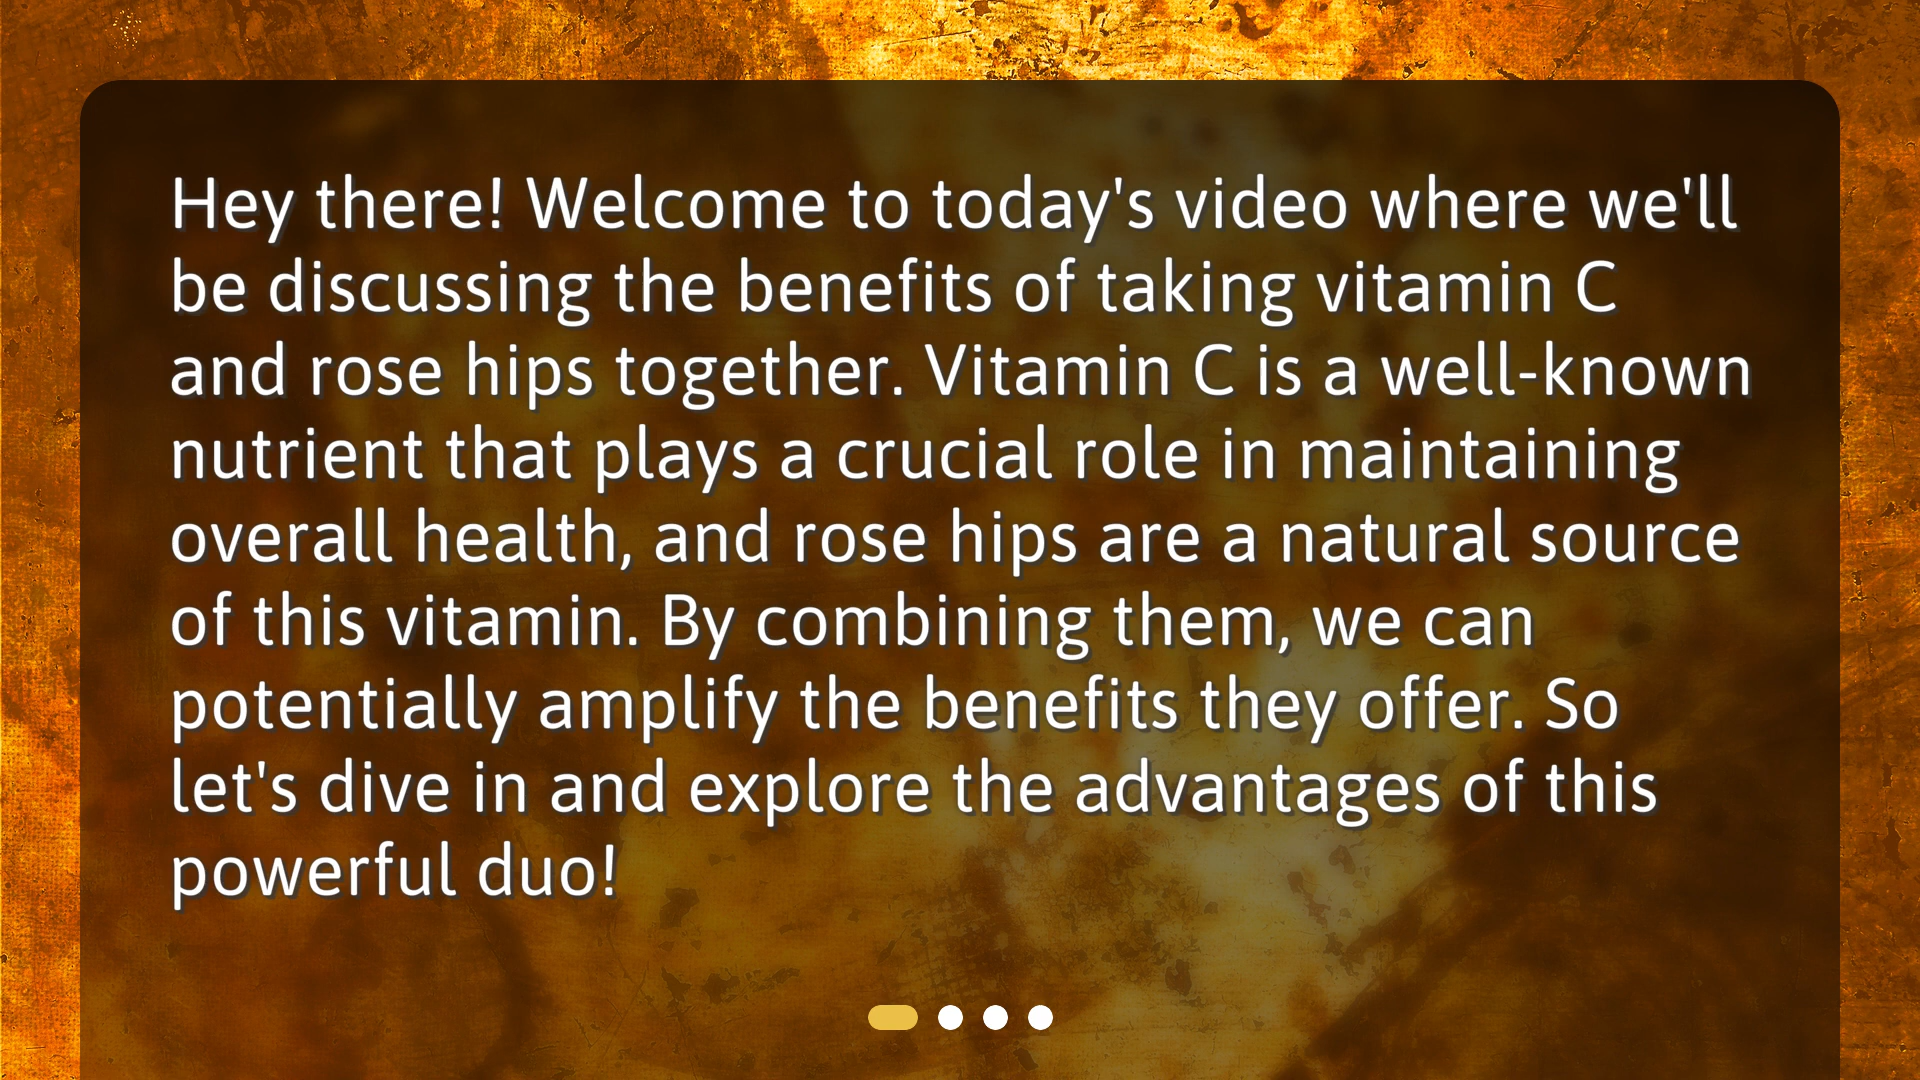 Hey there! Welcome to today's video where we'll
be discussing the benefits of taking vitamin C
and rose hips together. Vitamin C is a well-known
nutrient that plays a crucial role in maintaining
overall health, and rose hips are a natural source
of this vitamin. By combining them, we can
potentially amplify the benefits they offer. So
let's dive in and explore the advantages of this
powerful duo!